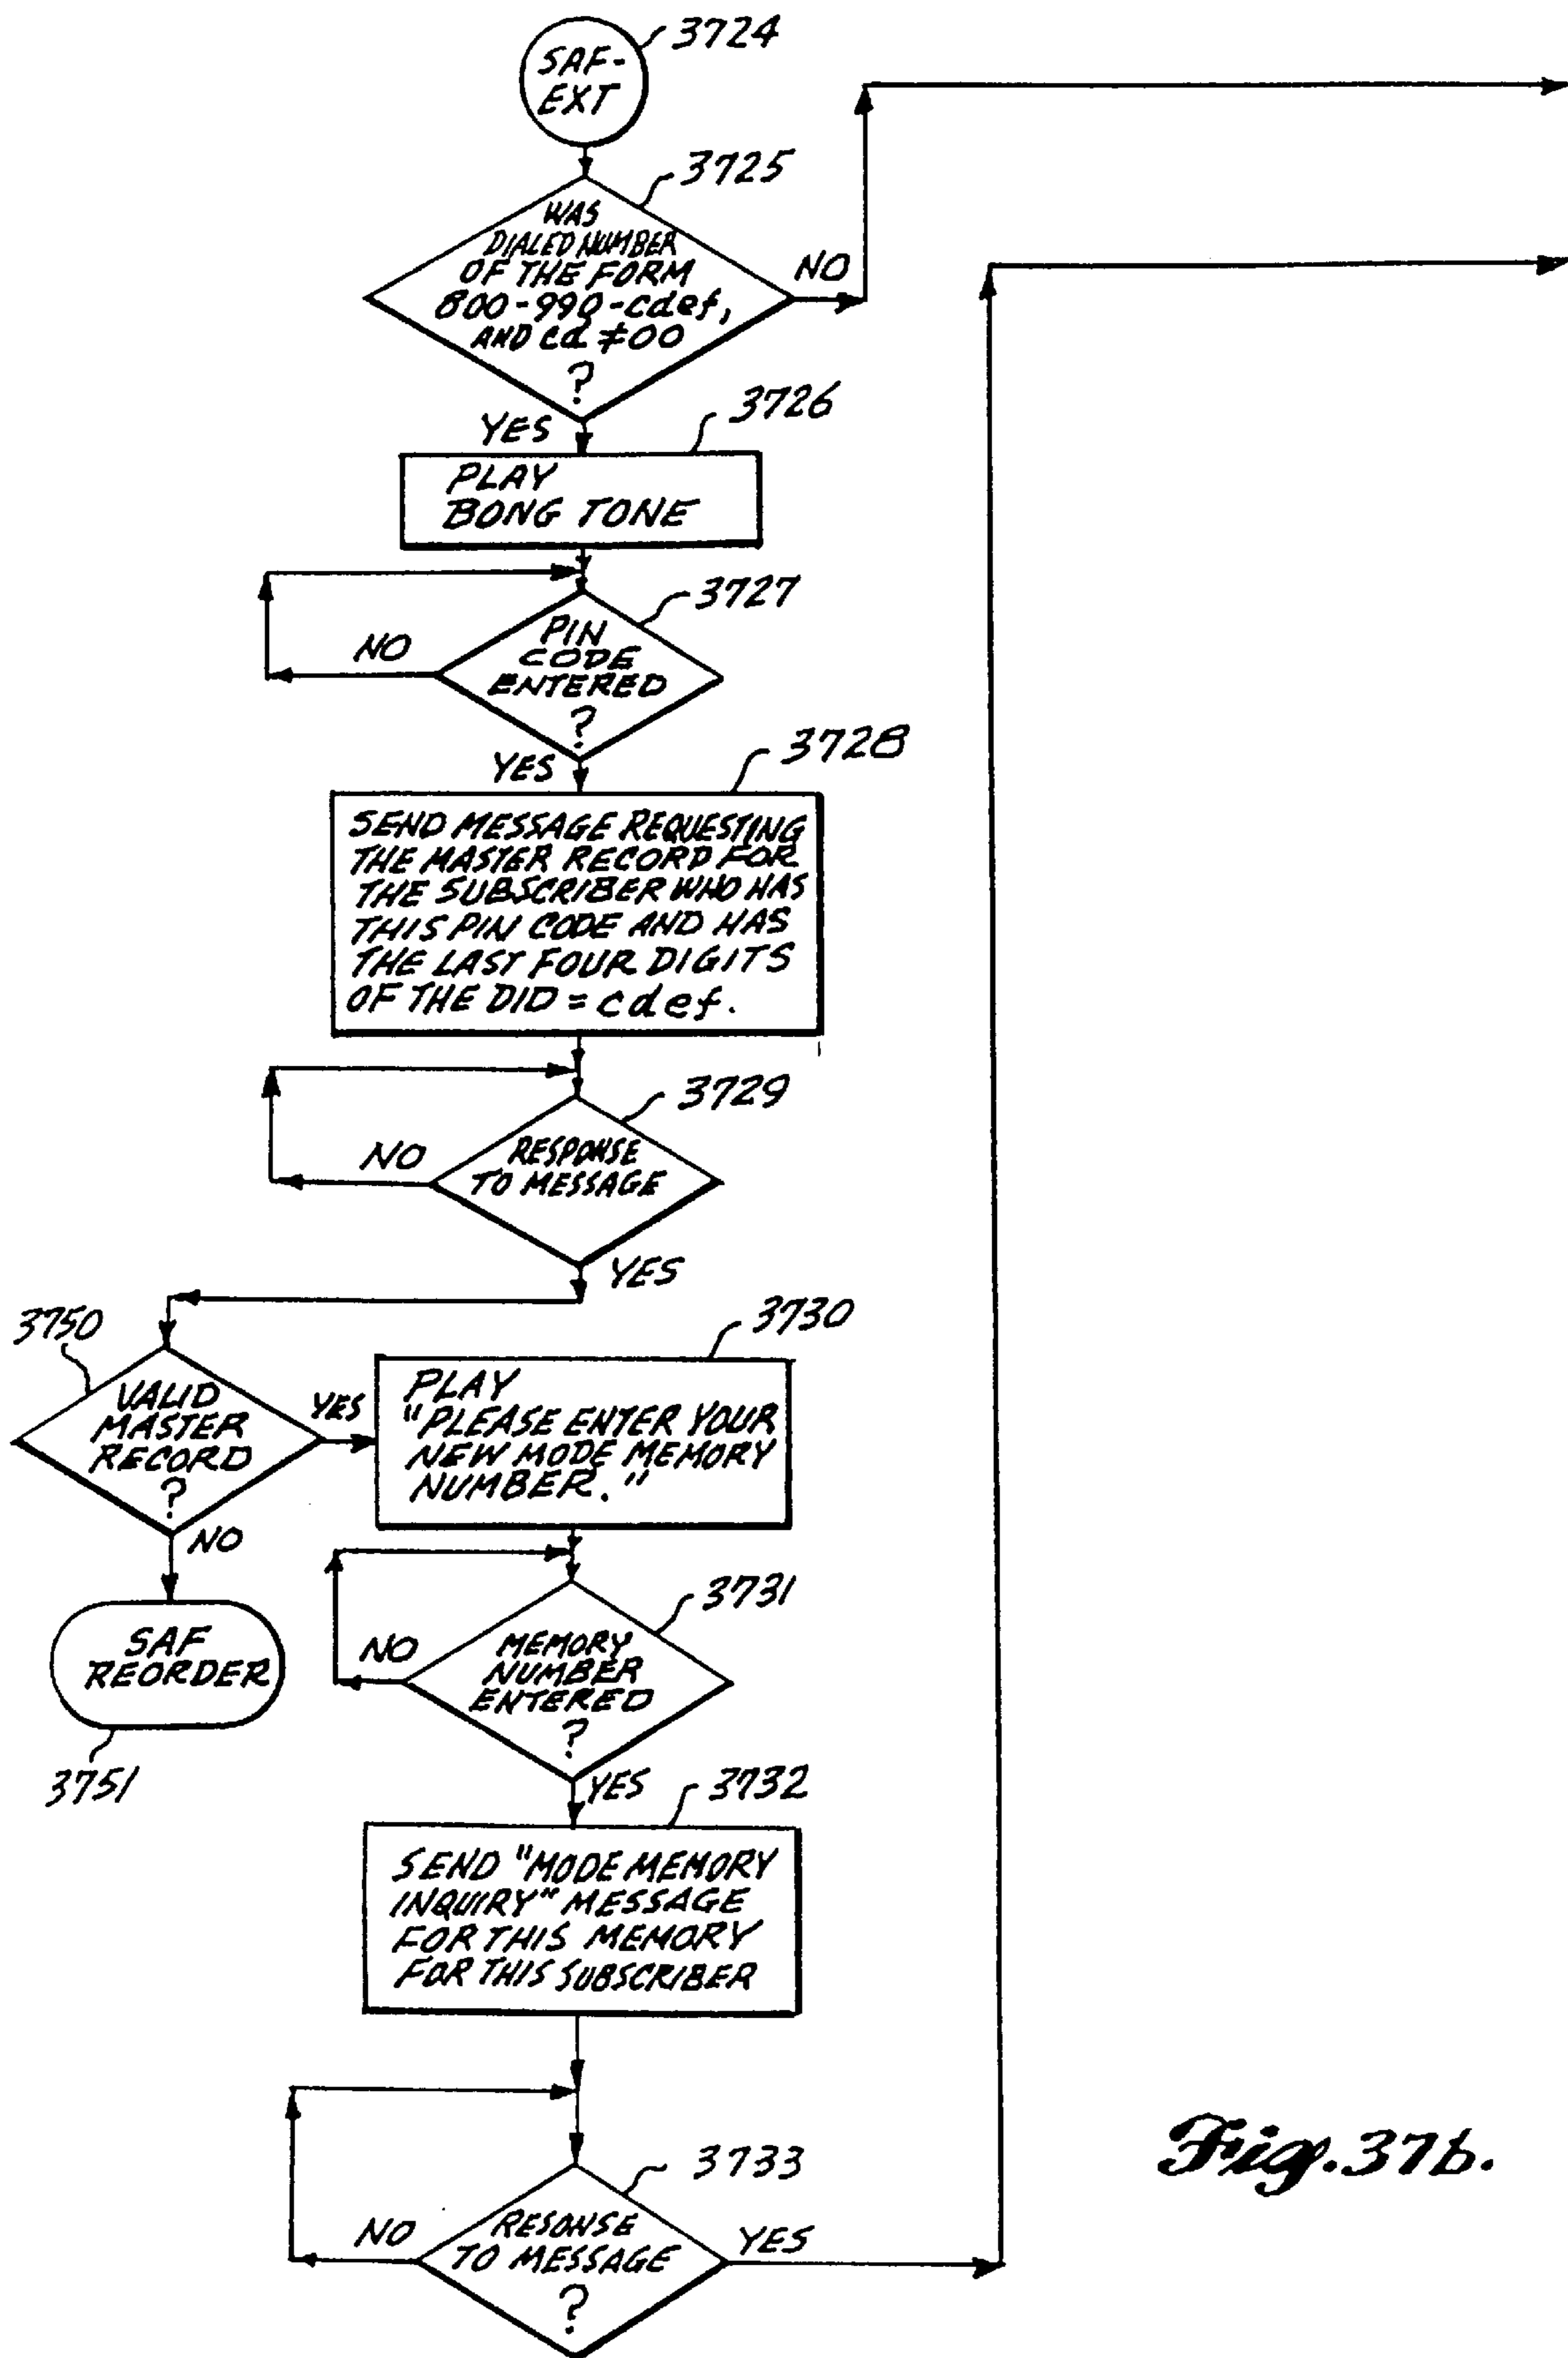 3724
SAF-
EXT
3725
WAS
DIALED NUMBER
OF THE FORM
800-990-cdef,
AND cd ≠ 00
?
NO
YES
3726
PLAY
BONG TONE
3727
PIN
CODE
ENTERED
?
NO
YES
3728
SEND MESSAGE REQUESTING
THE MASTER RECORD FOR
THE SUBSCRIBER WHO HAS
THIS PIN CODE AND HAS
THE LAST FOUR DIGITS
OF THE DID = cdef.
3729
RESPONSE
TO MESSAGE
NO
YES
3750
VALID
MASTER
RECORD
?
YES
NO
3730
PLAY
"PLEASE ENTER YOUR
NEW MODE MEMORY
NUMBER."
SAF
REORDER
3751
3731
MEMORY
NUMBER
ENTERED
?
NO
YES
3732
SEND "MODE MEMORY
INQUIRY" MESSAGE
FOR THIS MEMORY
FOR THIS SUBSCRIBER
3733
RESONSE
TO MESSAGE
?
NO
YES
Fig. 37b.